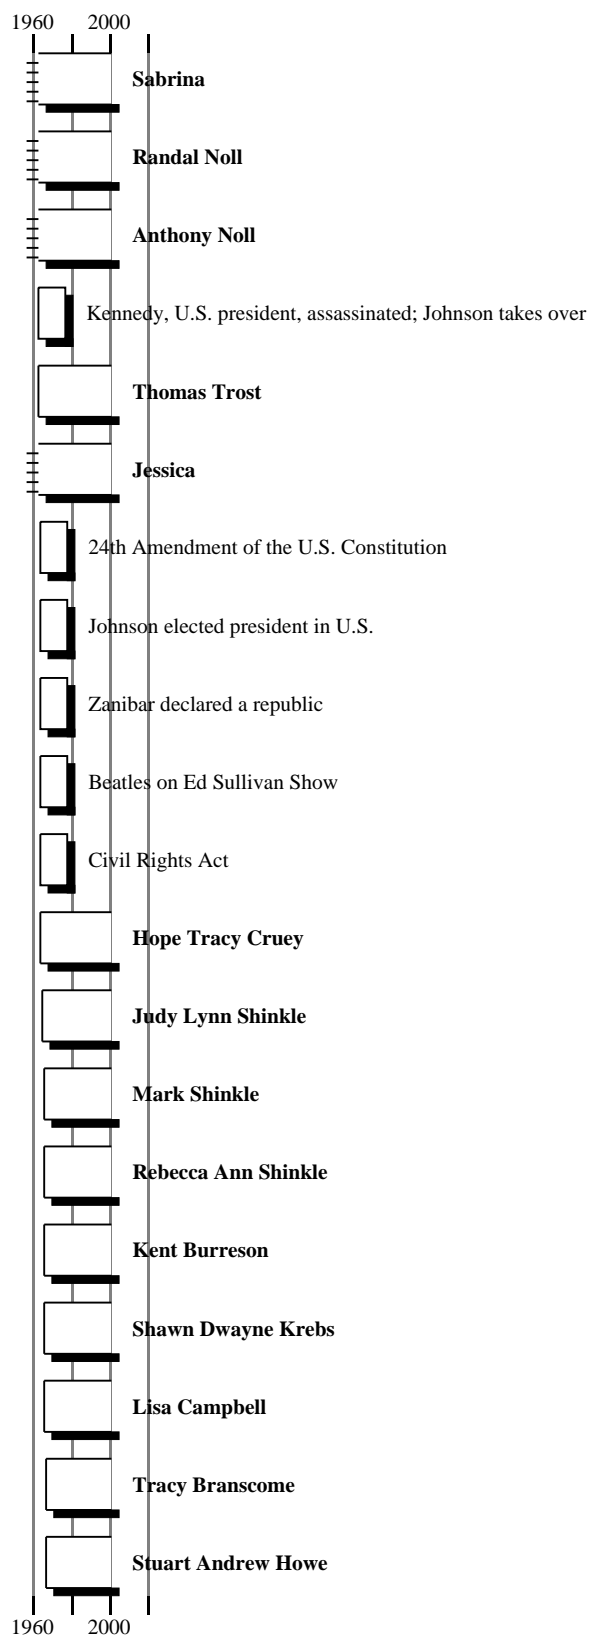 1960 2000
Sabrina
Randal Noll
Anthony Noll
Kennedy, U.S. president, assassinated; Johnson takes over
Thomas Trost
Jessica
24th Amendment of the U.S. Constitution
Johnson elected president in U.S.
Zanibar declared a republic
Beatles on Ed Sullivan Show
Civil Rights Act
Hope Tracy Cruey
Judy Lynn Shinkle
Mark Shinkle
Rebecca Ann Shinkle
Kent Burreson
Shawn Dwayne Krebs
Lisa Campbell
Tracy Branscome
Stuart Andrew Howe
1960 2000